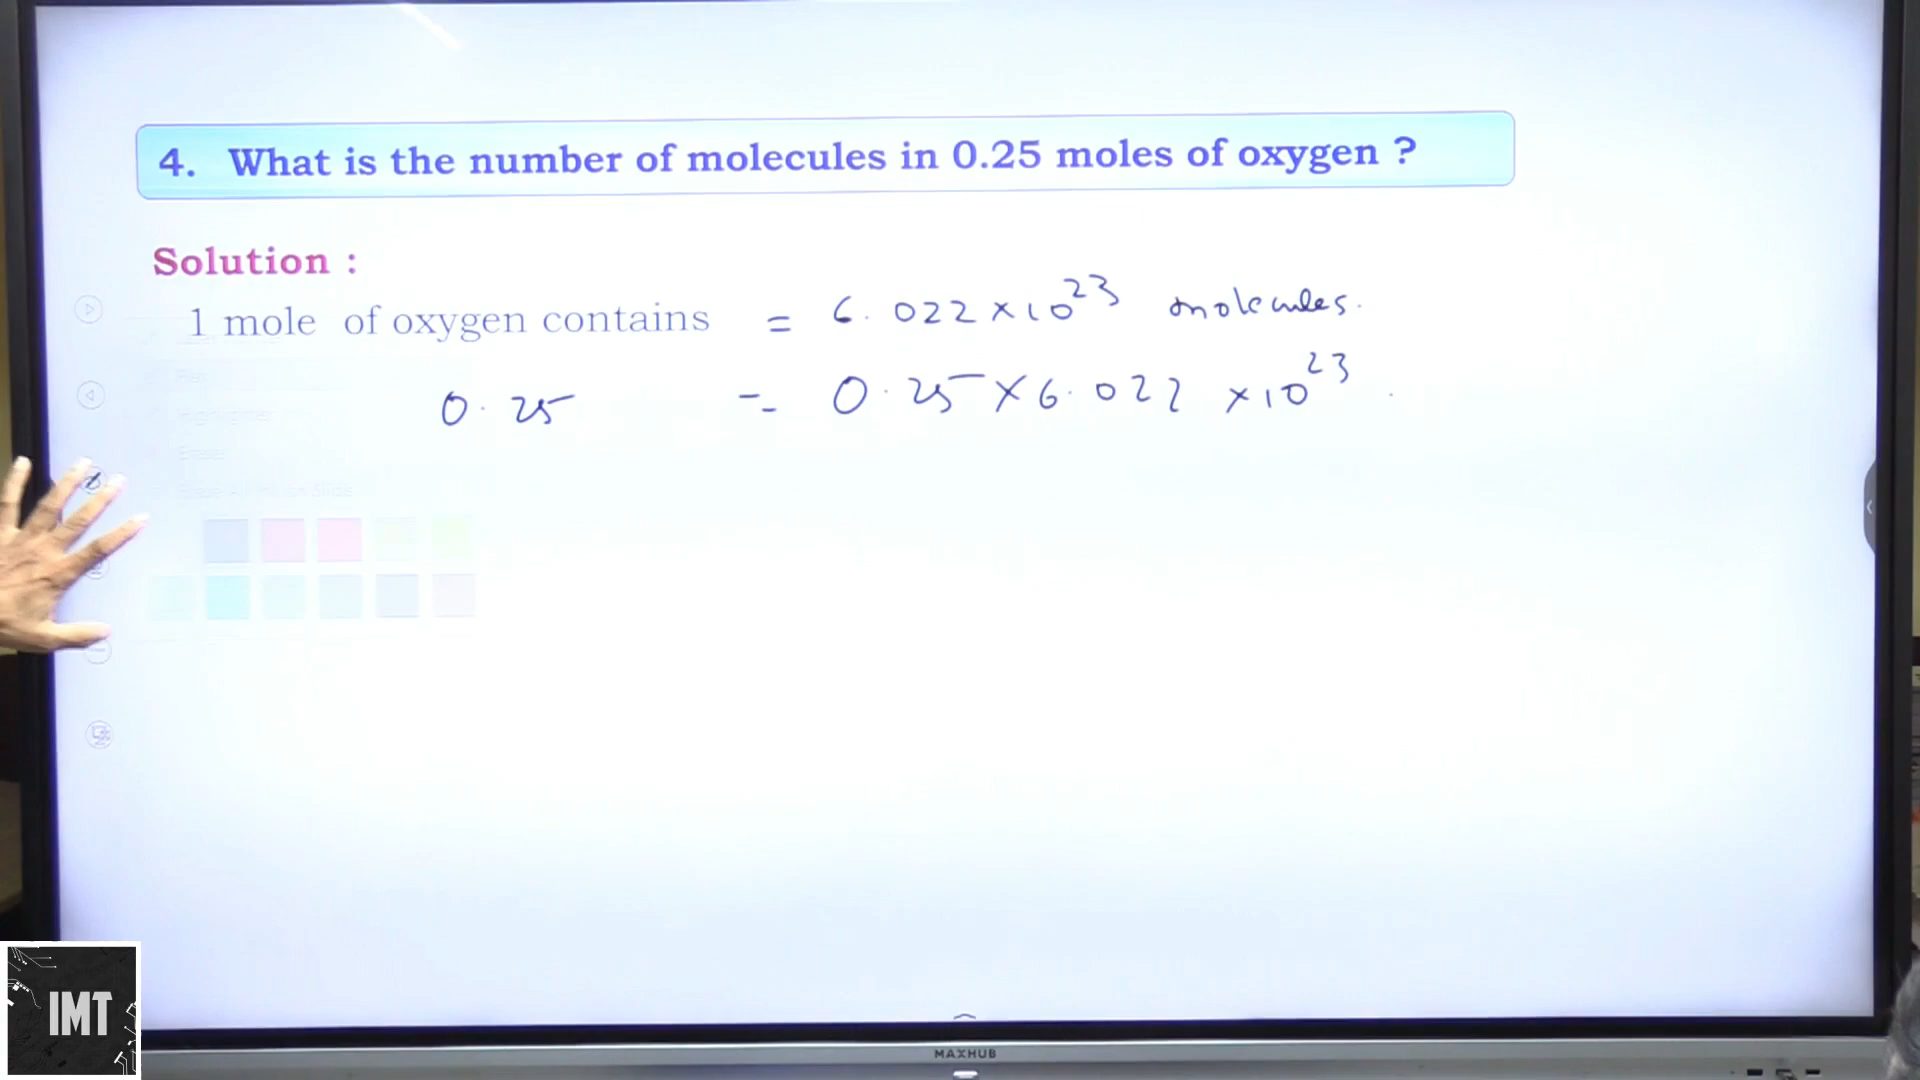 4. What is the number of molecules in 0.25 moles of oxygen ?
Solution :
1 mole of oxygen contains = 6.022 × 10²³ molecules.
0.25 = 0.25 × 6.022 × 10²³
IMT
MAXHUB